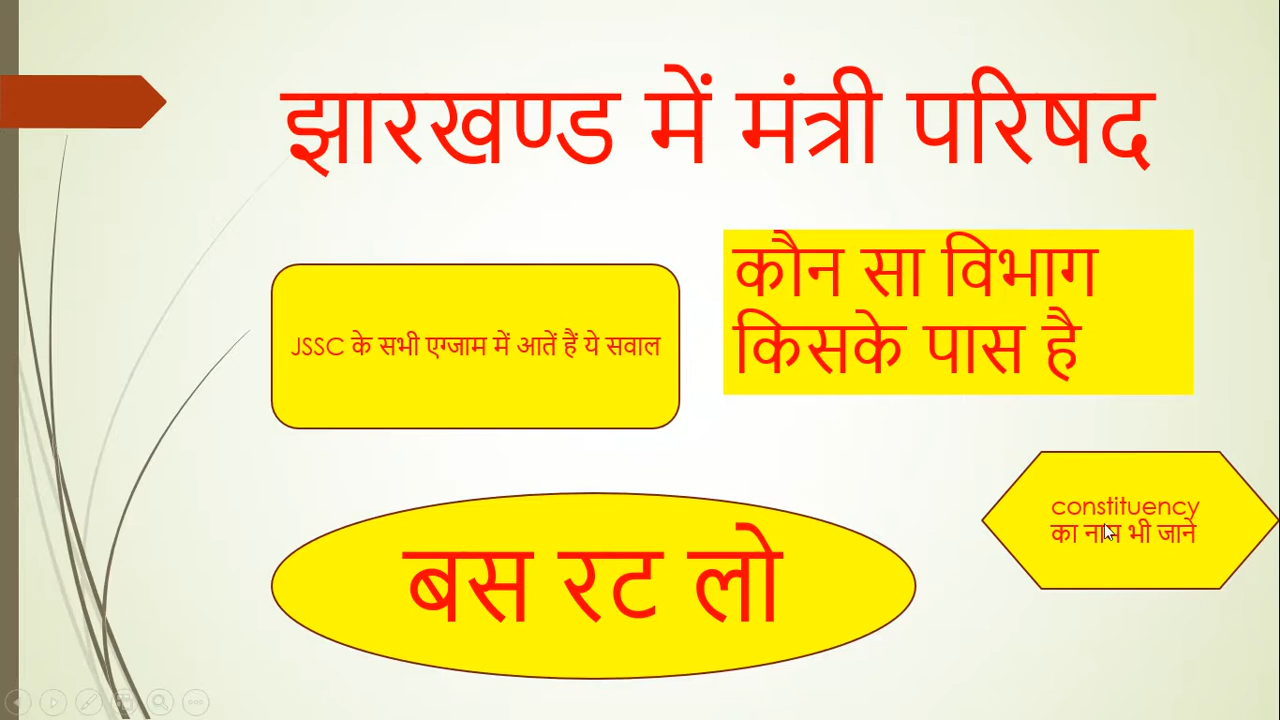 झारखण्ड में मंत्री परिषद
कौन सा विभाग
किसके पास है
JSSC के सभी एग्जाम में आतें हैं ये सवाल
constituency
का नाम भी जाने
बस रट लो